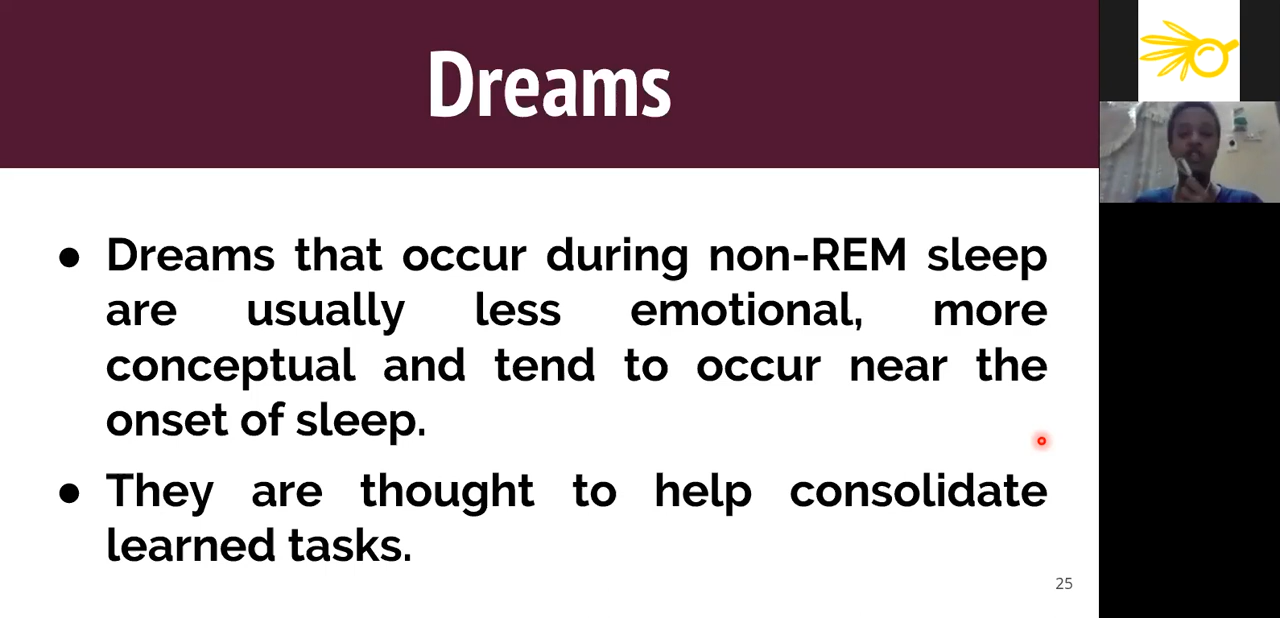 Dreams
● Dreams that occur during non-REM sleep
are usually less emotional, more
conceptual and tend to occur near the
onset of sleep.
● They are thought to help consolidate
learned tasks.
25